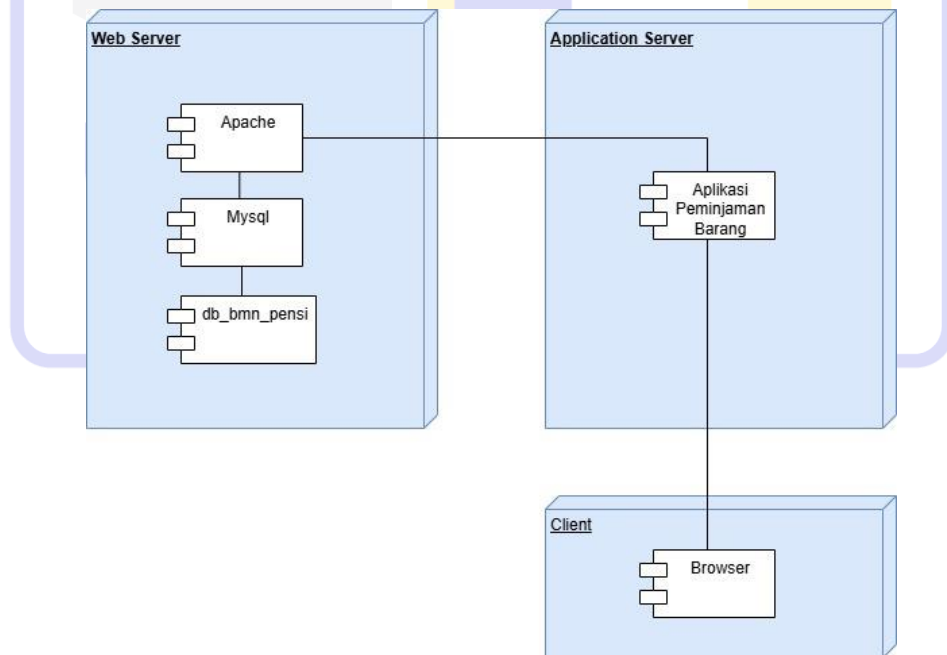 Web Server
Apache
Mysql
db_bmn_pensi
Application Server
Aplikasi
Peminjaman
Barang
Client
Browser